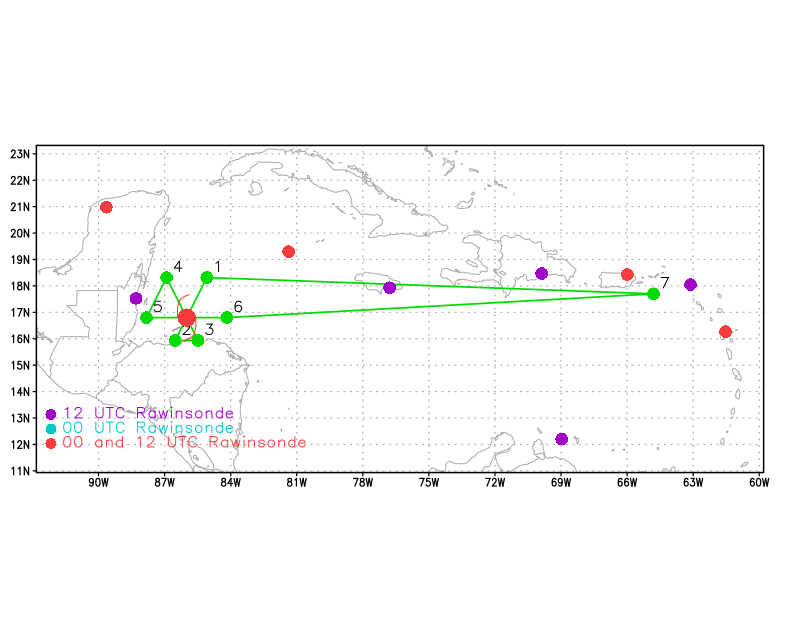 23N
22N
21N
20N
19N
4 1
18N
7
17N
5 6
2 3
16N
15N
14N
13N
12 UTC Rawinsonde
00 UTC Rawinsonde
12N
00 and 12 UTC Rawinsonde
11N
90W 87W 84W 81W 78W 75W 72W 69W 66W 63W 60W